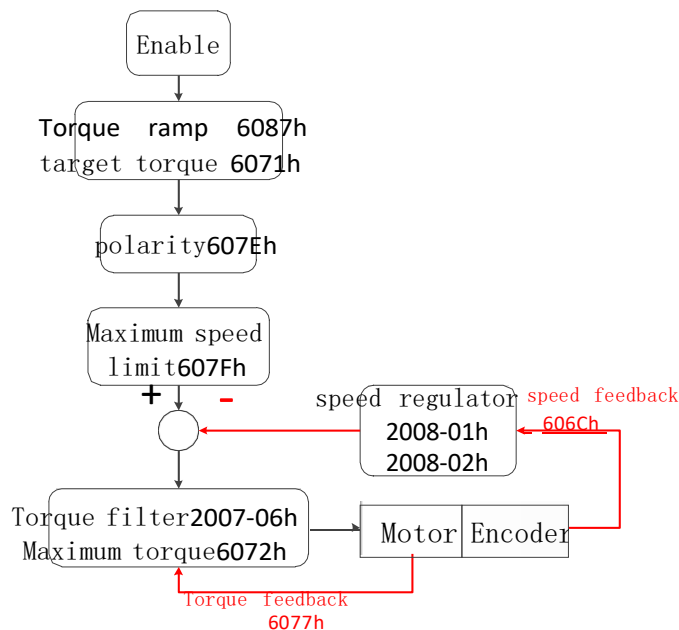 Enable
Torque ramp 6087h
target torque 6071h
polarity607Eh
Maximum speed
limit607Fh
+ -
speed regulator
2008-01h
2008-02h
speed feedback
606Ch
Torque filter2007-06h
Maximum torque6072h
Motor
Encoder
Torque feedback
6077h